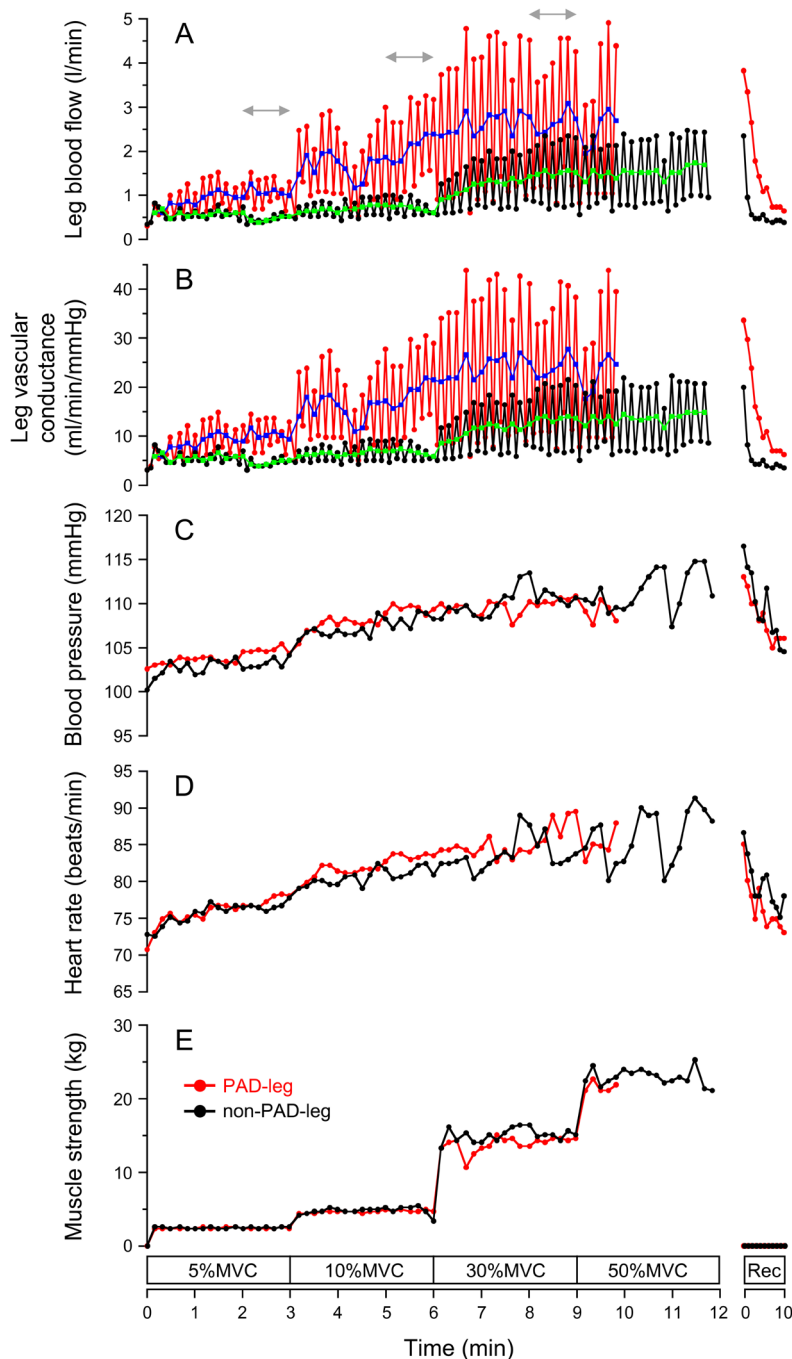 A
Leg blood flow (l/min)
5
4
3
2
1
0
B
Leg vascular
conductance
(ml/min/mmHg)
40
30
20
10
0
C
Blood pressure (mmHg)
120
115
110
105
100
95
D
Heart rate (beats/min)
95
90
85
80
75
70
65
E
Muscle strength (kg)
30
20
10
0
PAD-leg
non-PAD-leg
5%MVC 10%MVC 30%MVC 50%MVC Rec
0 1 2 3 4 5 6 7 8 9 10 11 12 0 10
Time (min)